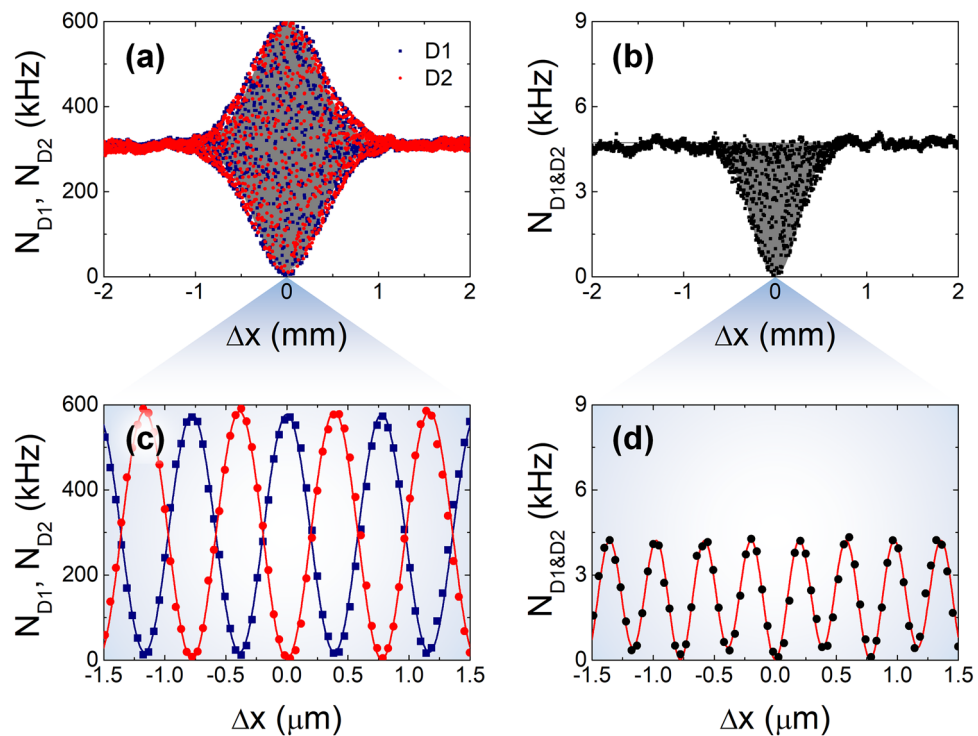 (a)
D1
D2
N_D1, N_D2 (kHz)
600
400
200
0
-2
-1
0
1
2
Δx (mm)
(b)
N_D1&D2 (kHz)
9
6
3
0
-2
-1
0
1
2
Δx (mm)
(c)
N_D1, N_D2 (kHz)
600
400
200
0
-1.5
-1.0
-0.5
0.0
0.5
1.0
1.5
Δx (μm)
(d)
N_D1&D2 (kHz)
9
6
3
0
-1.5
-1.0
-0.5
0.0
0.5
1.0
1.5
Δx (μm)